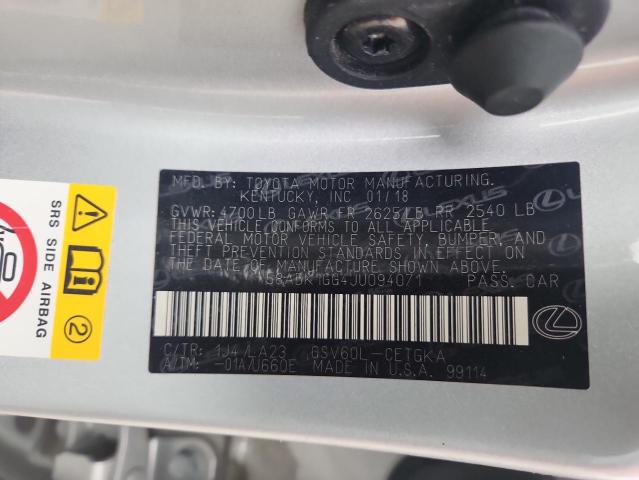 MFD. BY: TOYOTA MOTOR MANUFACTURING.
KENTUCKY, INC 01/18
GVWR: 4700LB GAWR FR 2625LB RR 2540 LB
THIS VEHICLE CONFORMS TO ALL APPLICABLE
FEDERAL MOTOR VEHICLE SAFETY, BUMPER, AND
THEFT PREVENTION STANDARDS IN EFFECT ON
THE DATE OF MANUFACTURE SHOWN ABOVE.
58ABK1GG4JU094071 PASS. CAR
C/TR: 1J4/LA23 GSV60L-CETGKA
A/TM: -01A/U660E MADE IN U.S.A. 99114
LEXUS
SRS SIDE AIRBAG
2